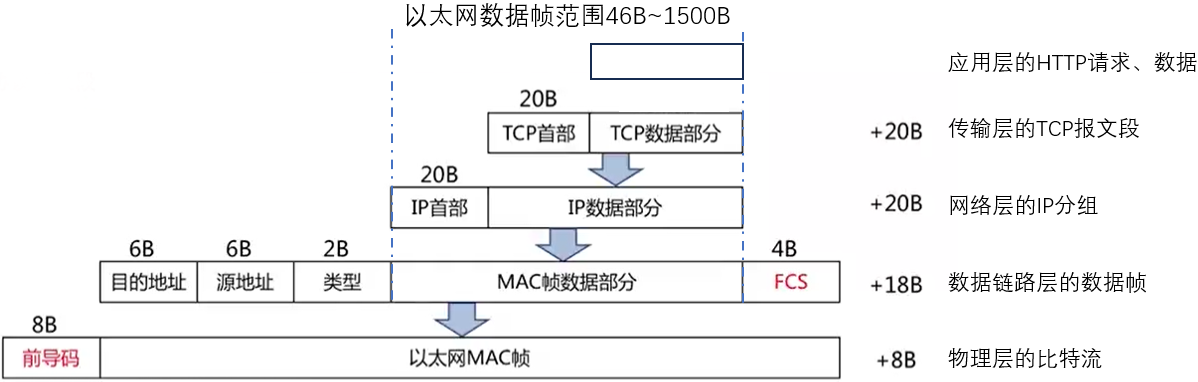 以太网数据帧范围46B~1500B
应用层的HTTP请求、数据
20B
TCP首部 TCP数据部分 +20B 传输层的TCP报文段
20B
IP首部 IP数据部分 +20B 网络层的IP分组
6B 6B 2B 4B
目的地址 源地址 类型 MAC帧数据部分 FCS +18B 数据链路层的数据帧
8B
前导码 以太网MAC帧 +8B 物理层的比特流